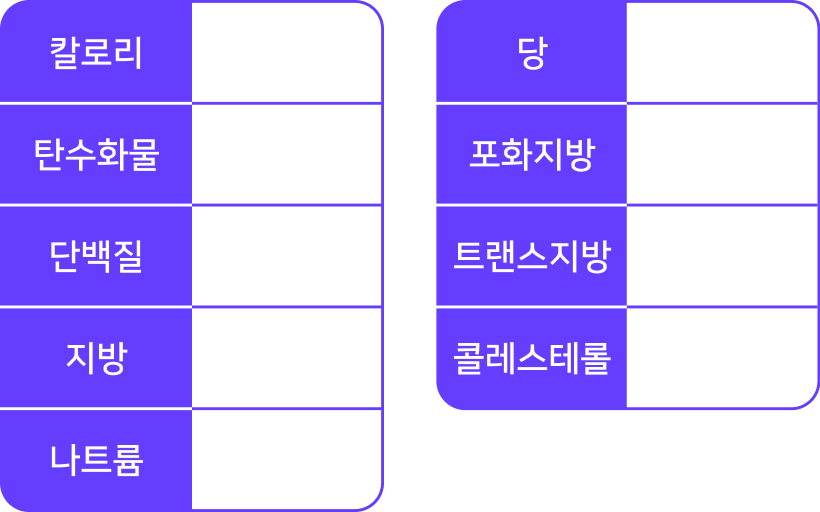 칼로리
탄수화물
단백질
지방
나트륨
당
포화지방
트랜스지방
콜레스테롤